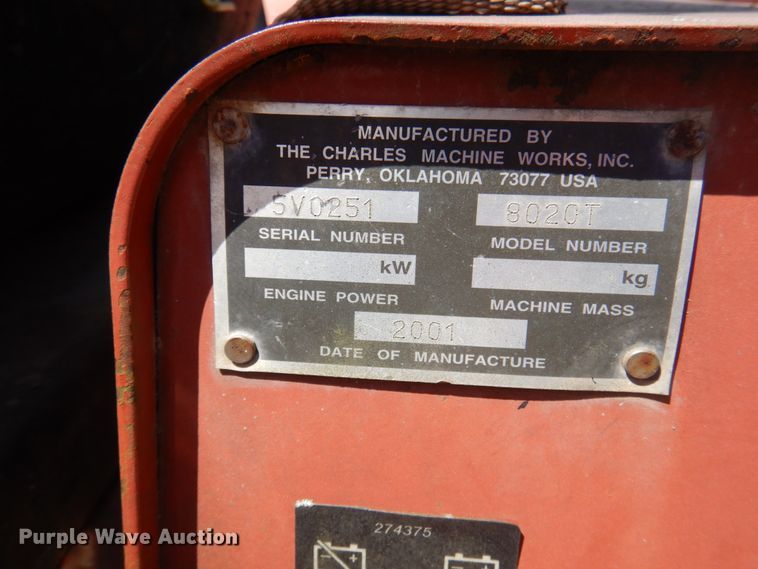 MANUFACTURED BY
THE CHARLES MACHINE WORKS, INC.
PERRY, OKLAHOMA 73077 USA
5V0251 8020T
SERIAL NUMBER MODEL NUMBER
kW kg
ENGINE POWER MACHINE MASS
2001
DATE OF MANUFACTURE
274375
Purple Wave Auction